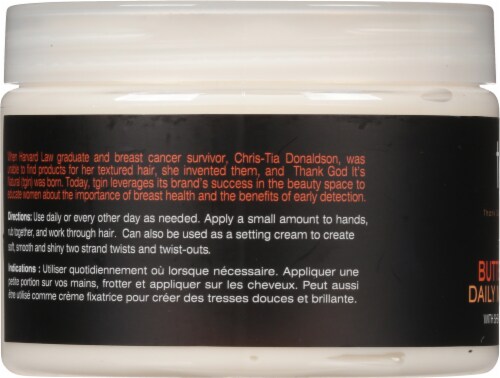 When Harvard Law graduate and breast cancer survivor, Chris-Tia Donaldson, was
unable to find products for her textured hair, she invented them, and Thank God It's
Natural (tgin) was born. Today, tgin leverages its brand's success in the beauty space to
educate women about the importance of breast health and the benefits of early detection.
Directions: Use daily or every other day as needed. Apply a small amount to hands,
rub together, and work through hair. Can also be used as a setting cream to create
soft, smooth and shiny two strand twists and twist-outs.
Indications : Utiliser quotidiennement où lorsque nécessaire. Appliquer une
petite portion sur vos mains, frotter et appliquer sur les cheveux. Peut aussi
être utilisé comme crème fixatrice pour créer des tresses douces et brillante.
BUTT
DAILY M
WITH SHE